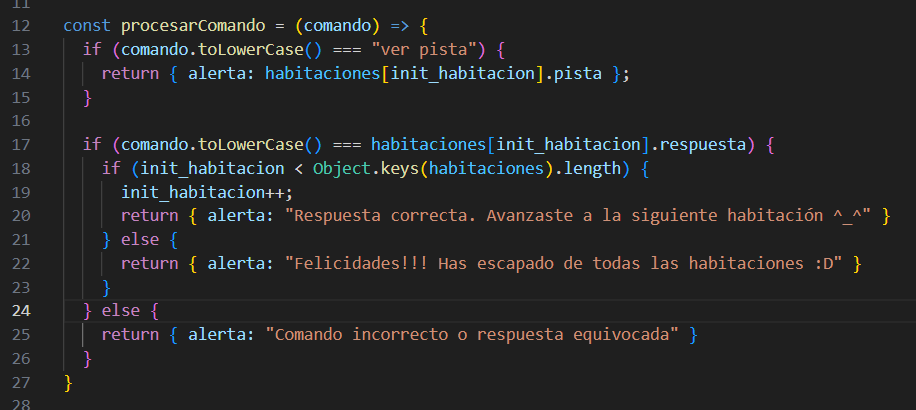 11
12 const procesarComando = (comando) => {
13 if (comando.toLowerCase() === "ver pista") {
14 return { alerta: habitaciones[init_habitacion].pista };
15 }
16
17 if (comando.toLowerCase() === habitaciones[init_habitacion].respuesta) {
18 if (init_habitacion < Object.keys(habitaciones).length) {
19 init_habitacion++;
20 return { alerta: "Respuesta correcta. Avanzaste a la siguiente habitación ^_^" }
21 } else {
22 return { alerta: "Felicidades!!! Has escapado de todas las habitaciones :D" }
23 }
24 } else {
25 return { alerta: "Comando incorrecto o respuesta equivocada" }
26 }
27 }
28